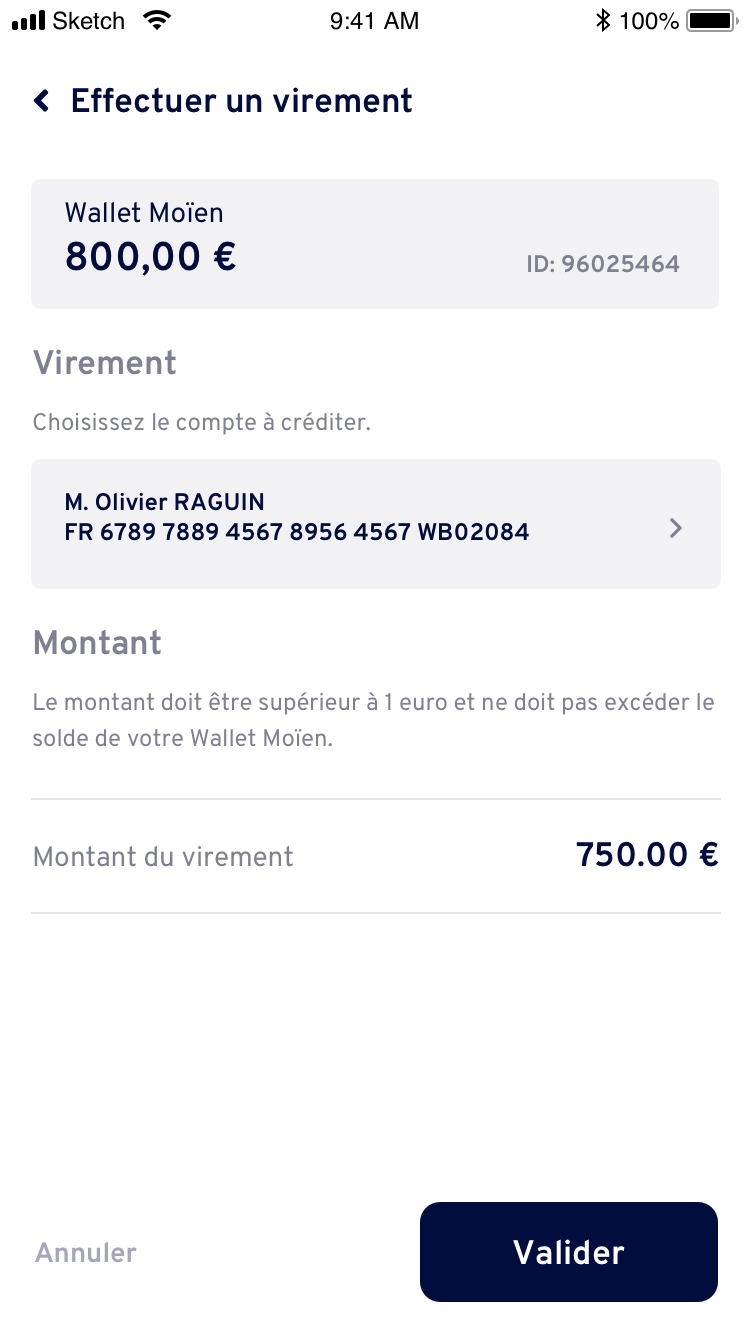 Sketch 9:41 AM 100%
Effectuer un virement
Wallet Moïen
800,00 €
ID: 96025464
Virement
Choisissez le compte à créditer.
M. Olivier RAGUIN
FR 6789 7889 4567 8956 4567 WB02084
Montant
Le montant doit être supérieur à 1 euro et ne doit pas excéder le
solde de votre Wallet Moïen.
Montant du virement 750.00 €
Annuler Valider